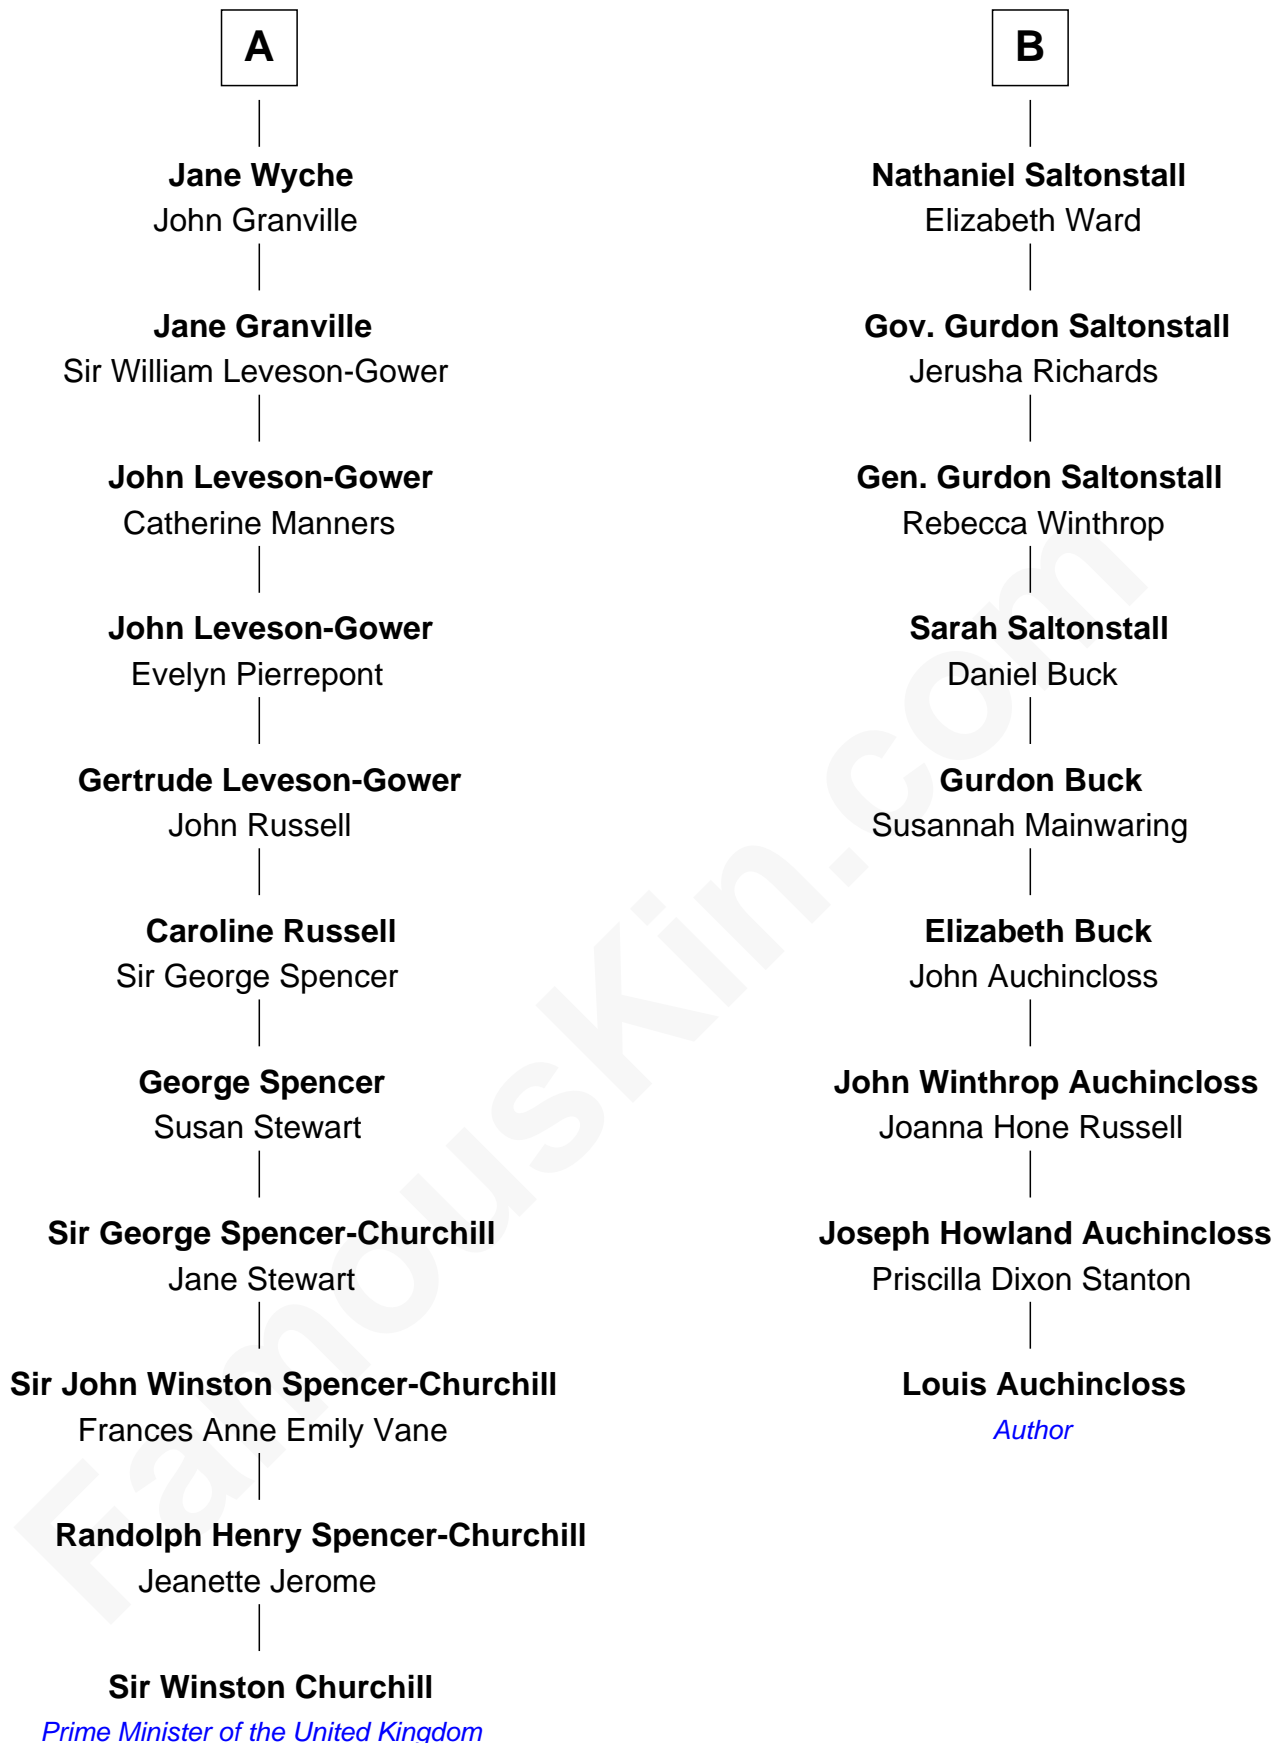 A
Jane Wyche
John Granville
Jane Granville
Sir William Leveson-Gower
John Leveson-Gower
Catherine Manners
John Leveson-Gower
Evelyn Pierrepont
Gertrude Leveson-Gower
John Russell
Caroline Russell
Sir George Spencer
George Spencer
Susan Stewart
Sir George Spencer-Churchill
Jane Stewart
Sir John Winston Spencer-Churchill
Frances Anne Emily Vane
Randolph Henry Spencer-Churchill
Jeanette Jerome
Sir Winston Churchill
Prime Minister of the United Kingdom
B
Nathaniel Saltonstall
Elizabeth Ward
Gov. Gurdon Saltonstall
Jerusha Richards
Gen. Gurdon Saltonstall
Rebecca Winthrop
Sarah Saltonstall
Daniel Buck
Gurdon Buck
Susannah Mainwaring
Elizabeth Buck
John Auchincloss
John Winthrop Auchincloss
Joanna Hone Russell
Joseph Howland Auchincloss
Priscilla Dixon Stanton
Louis Auchincloss
Author
FamousKin.com